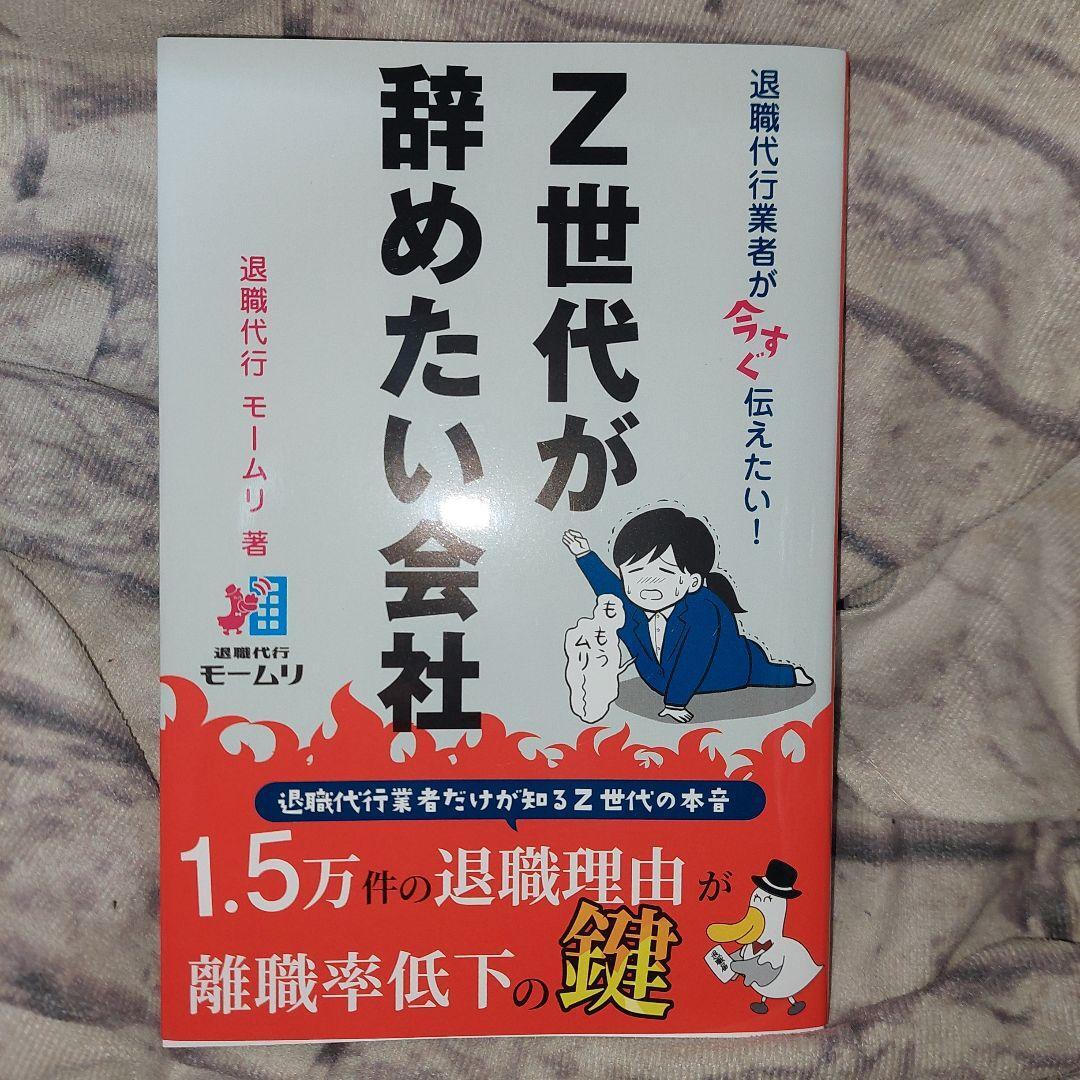 退職代行業者が今すぐ伝えたい！
Z世代が
辞めたい会社
退職代行 モームリ 著
退職代行
モームリ
ももう
ムリ
退職代行業者だけが知るZ世代の本音
1.5万件の退職理由が
離職率低下の鍵